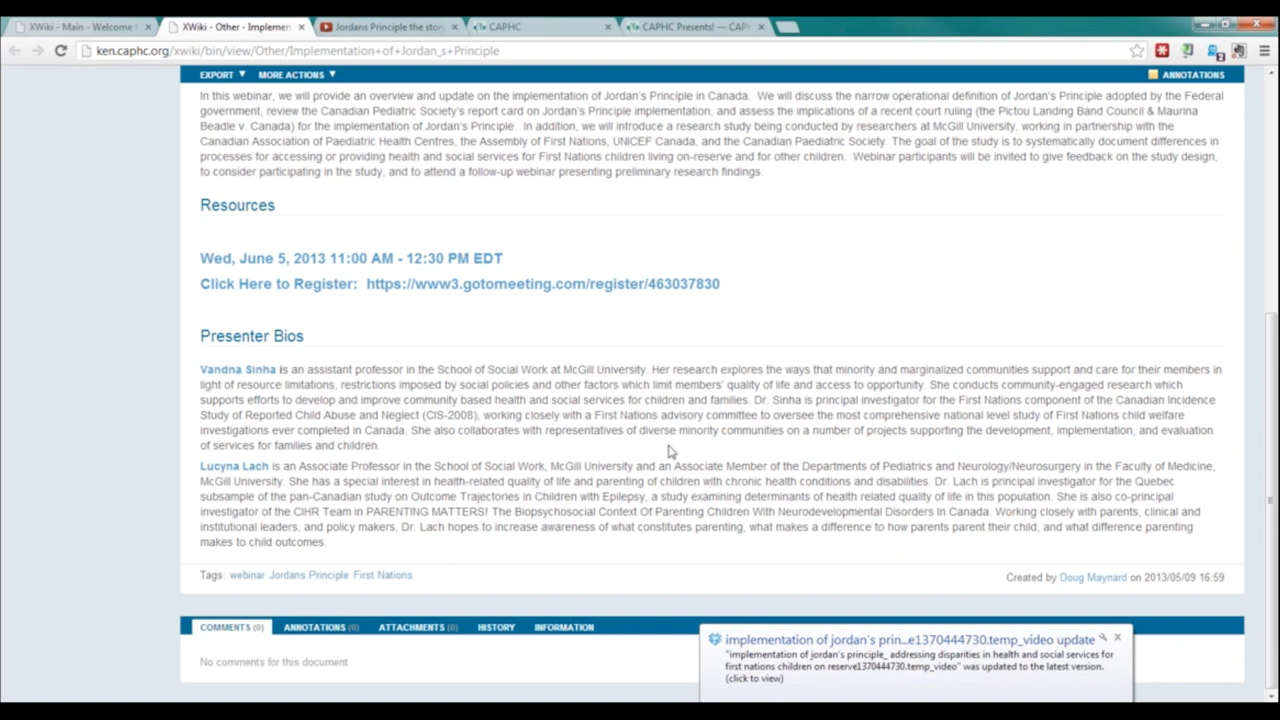 XWiki - Main - Welcome t
XWiki - Other - Implemen
Jordans Principle the stor
CAPHC
CAPHC Presents! — CAPH
ken.caphc.org/xwiki/bin/view/Other/Implementation+of+Jordan_s+Principle
2
EXPORT
MORE ACTIONS
ANNOTATIONS
In this webinar, we will provide an overview and update on the implementation of Jordan's Principle in Canada. We will discuss the narrow operational definition of Jordan's Principle adopted by the Federal
government, review the Canadian Pediatric Society's report card on Jordan's Principle implementation, and assess the implications of a recent court ruling (the Pictou Landing Band Council & Maurina
Beadle v. Canada) for the implementation of Jordon's Principle. In addition, we will introduce a research study being conducted by researchers at McGill University, working in partnership with the
Canadian Association of Paediatric Health Centres, the Assembly of First Nations, UNICEF Canada, and the Canadian Paediatric Society. The goal of the study is to systematically document differences in
processes for accessing or providing health and social services for First Nations children living on-reserve and for other children. Webinar participants will be invited to give feedback on the study design,
to consider participating in the study, and to attend a follow-up webinar presenting preliminary research findings.
Resources
Wed, June 5, 2013 11:00 AM - 12:30 PM EDT
Click Here to Register: https://www3.gotomeeting.com/register/463037830
Presenter Bios
Vandna Sinha is an assistant professor in the School of Social Work at McGill University. Her research explores the ways that minority and marginalized communities support and care for their members in
light of resource limitations, restrictions imposed by social policies and other factors which limit members' quality of life and access to opportunity. She conducts community-engaged research which
supports efforts to develop and improve community based health and social services for children and families. Dr. Sinha is principal investigator for the First Nations component of the Canadian Incidence
Study of Reported Child Abuse and Neglect (CIS-2008), working closely with a First Nations advisory committee to oversee the most comprehensive national level study of First Nations child welfare
investigations ever completed in Canada. She also collaborates with representatives of diverse minority communities on a number of projects supporting the development, implementation, and evaluation
of services for families and children.
Lucyna Lach is an Associate Professor in the School of Social Work, McGill University and an Associate Member of the Departments of Pediatrics and Neurology/Neurosurgery in the Faculty of Medicine,
McGill University. She has a special interest in health-related quality of life and parenting of children with chronic health conditions and disabilities. Dr. Lach is principal investigator for the Quebec
subsample of the pan-Canadian study on Outcome Trajectories in Children with Epilepsy, a study examining determinants of health related quality of life in this population. She is also co-principal
investigator of the CIHR Team in PARENTING MATTERS! The Biopsychosocial Context Of Parenting Children With Neurodevelopmental Disorders In Canada. Working closely with parents, clinical and
institutional leaders, and policy makers, Dr. Lach hopes to increase awareness of what constitutes parenting, what makes a difference to how parents parent their child, and what difference parenting
makes to child outcomes.
Tags: webinar Jordans Principle First Nations
Created by Doug Maynard on 2013/05/09 16:59
COMMENTS (0)
ANNOTATIONS (0)
ATTACHMENTS (0)
HISTORY
INFORMATION
No comments for this document
implementation of jordan's prin...e1370444730.temp_video update
"implementation of jordan's principle_ addressing disparities in health and social services for
first nations children on reserve1370444730.temp_video" was updated to the latest version.
(click to view)